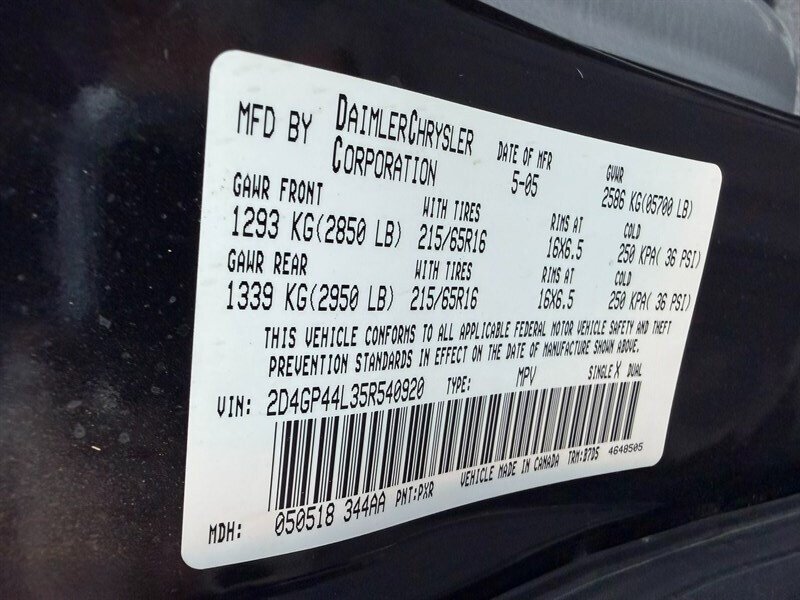 MFD BY DAIMLERCHRYSLER CORPORATION DATE OF MFR 5-05 GVWR 2586 KG(05700 LB)
GAWR FRONT WITH TIRES RIMS AT COLD
1293 KG(2850 LB) 215/65R16 16X6.5 250 KPA( 36 PSI)
GAWR REAR WITH TIRES RIMS AT COLD
1339 KG(2950 LB) 215/65R16 16X6.5 250 KPA( 36 PSI)
THIS VEHICLE CONFORMS TO ALL APPLICABLE FEDERAL MOTOR VEHICLE SAFETY AND THEFT
PREVENTION STANDARDS IN EFFECT ON THE DATE OF MANUFACTURE SHOWN ABOVE.
VIN: 2D4GP44L35R540920 TYPE: MPV SINGLE X DUAL
MDH: 050518 344AA PNT:PXR VEHICLE MADE IN CANADA TRM:B7D5 4648505